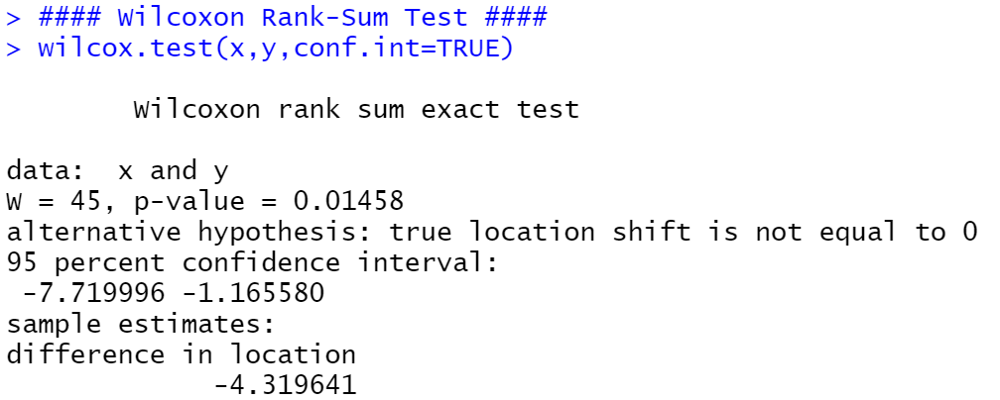 > #### Wilcoxon Rank-Sum Test ####
> wilcox.test(x,y,conf.int=TRUE)
Wilcoxon rank sum exact test
data:  x and y
W = 45, p-value = 0.01458
alternative hypothesis: true location shift is not equal to 0
95 percent confidence interval:
 -7.719996 -1.165580
sample estimates:
difference in location
-4.319641